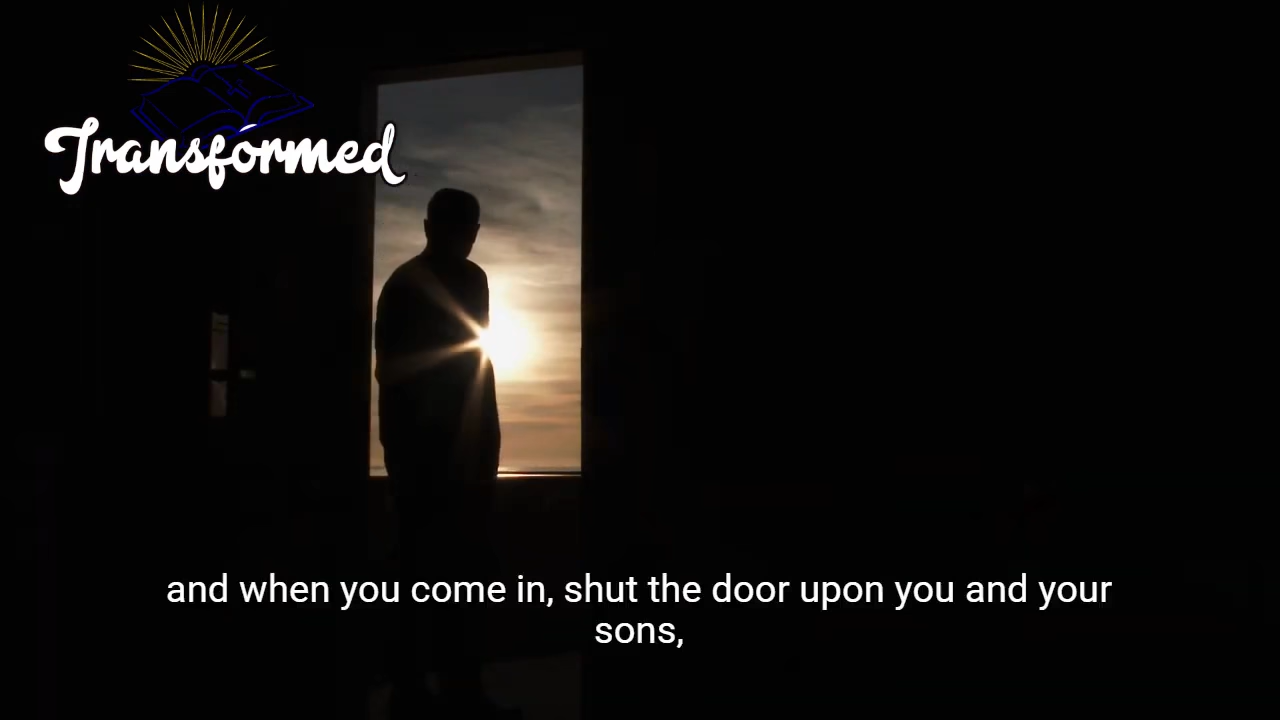 Transformed
and when you come in, shut the door upon you and your
sons,